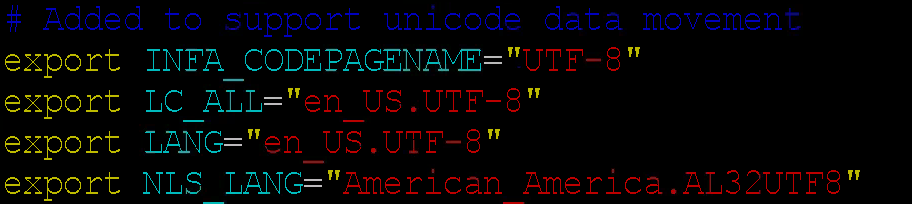 # Added to support unicode data movement
export INFA_CODEPAGENAME="UTF-8"
export LC_ALL="en_US.UTF-8"
export LANG="en_US.UTF-8"
export NLS_LANG="American_America.AL32UTF8"